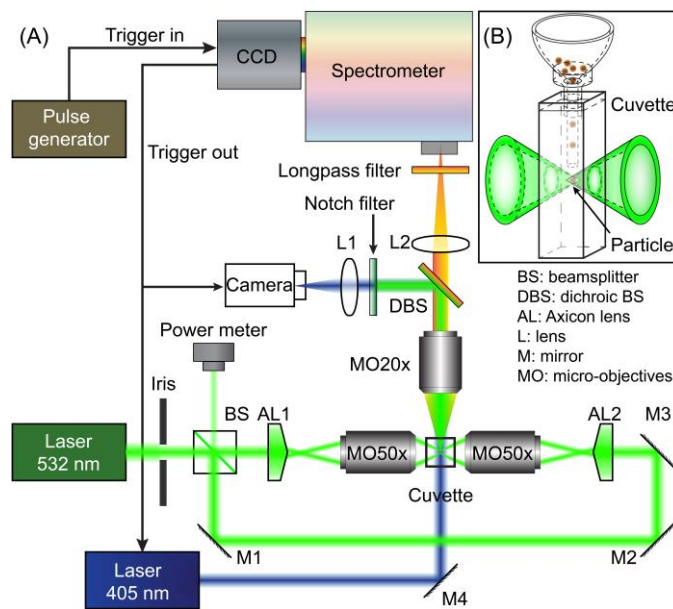 (A)
Trigger in
CCD
Spectrometer
Pulse
generator
Trigger out
Longpass filter
Notch filter
L1
L2
Camera
DBS
Power meter
MO20x
Iris
BS
AL1
AL2
M3
Laser
532 nm
MO50x
MO50x
Cuvette
M1
M2
Laser
405 nm
M4
(B)
Cuvette
Particle
BS: beamsplitter
DBS: dichroic BS
AL: Axicon lens
L: lens
M: mirror
MO: micro-objectives